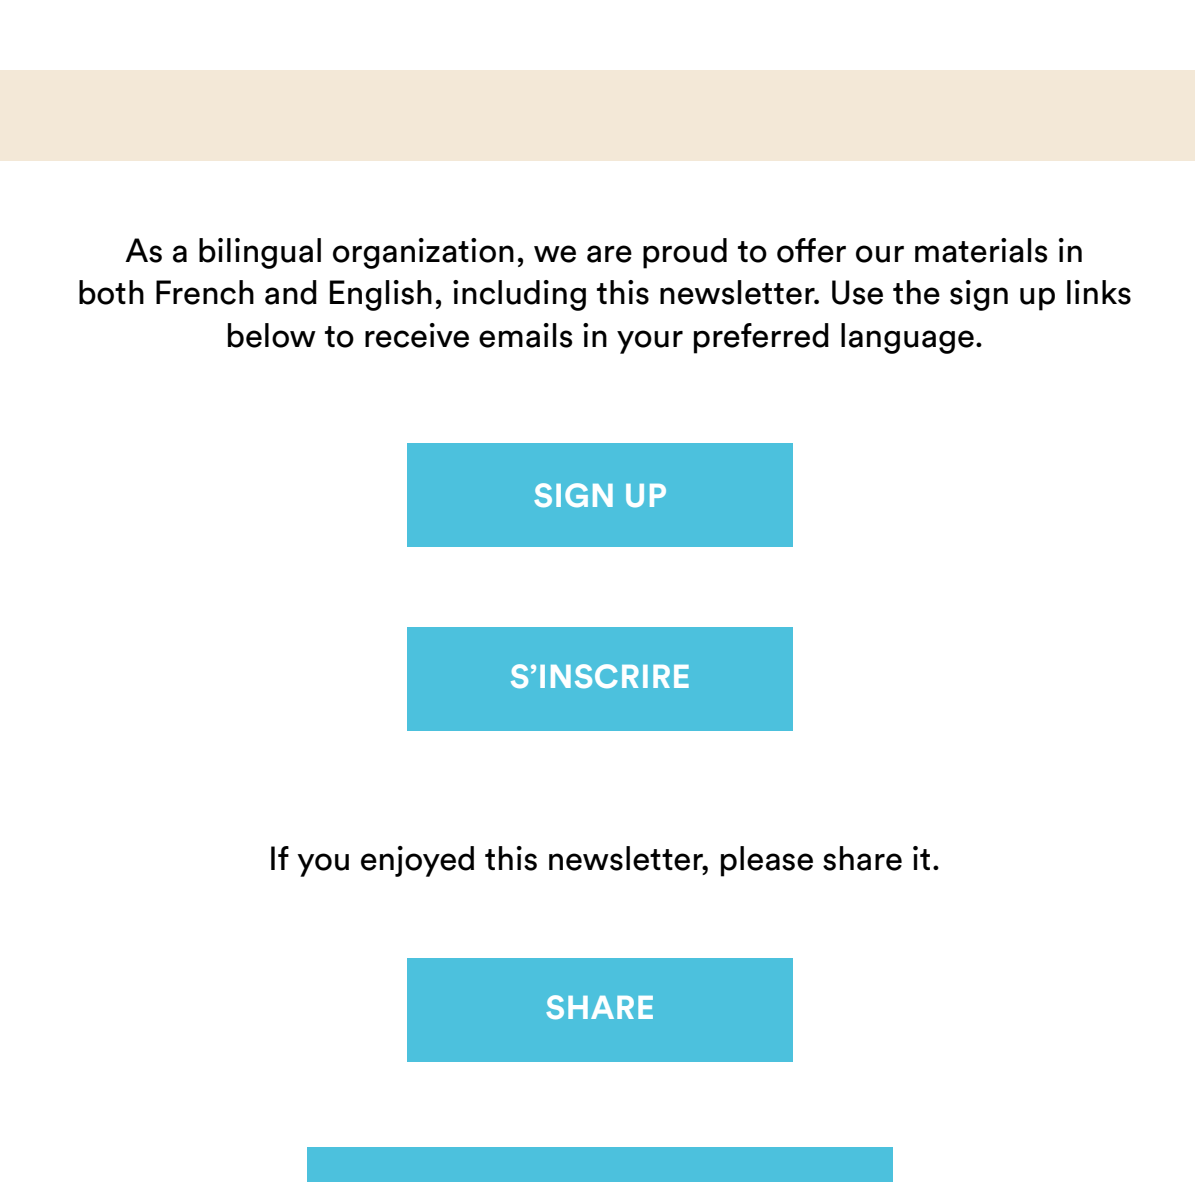 As a bilingual organization, we are proud to offer our materials in
both French and English, including this newsletter. Use the sign up links
below to receive emails in your preferred language.
SIGN UP
S’INSCRIRE
If you enjoyed this newsletter, please share it.
SHARE